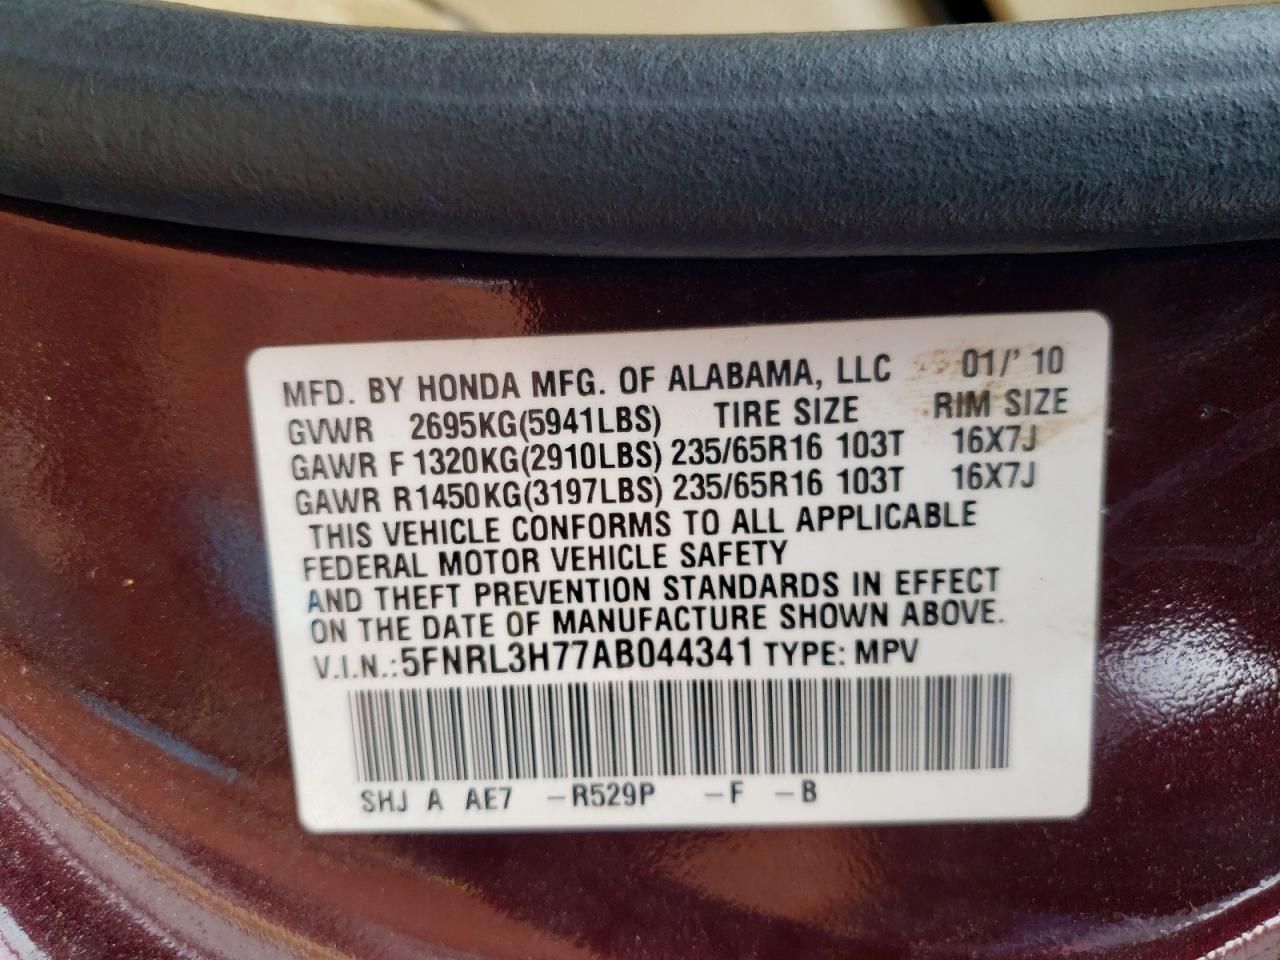 MFD. BY HONDA MFG. OF ALABAMA, LLC 01/' 10
GVWR 2695KG(5941LBS) TIRE SIZE RIM SIZE
GAWR F 1320KG(2910LBS) 235/65R16 103T 16X7J
GAWR R1450KG(3197LBS) 235/65R16 103T 16X7J
THIS VEHICLE CONFORMS TO ALL APPLICABLE
FEDERAL MOTOR VEHICLE SAFETY
AND THEFT PREVENTION STANDARDS IN EFFECT
ON THE DATE OF MANUFACTURE SHOWN ABOVE.
V.I.N.:5FNRL3H77AB044341 TYPE: MPV
SHJ A AE7 -R529P -F -B